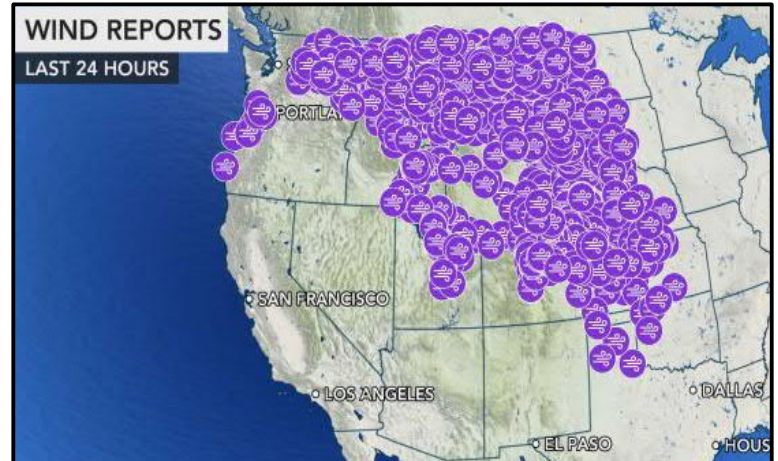 WIND REPORTS
LAST 24 HOURS
PORTLA
SAN FRANCISCO
LOS ANGELES
DALLAS
EL PASO
HOUS